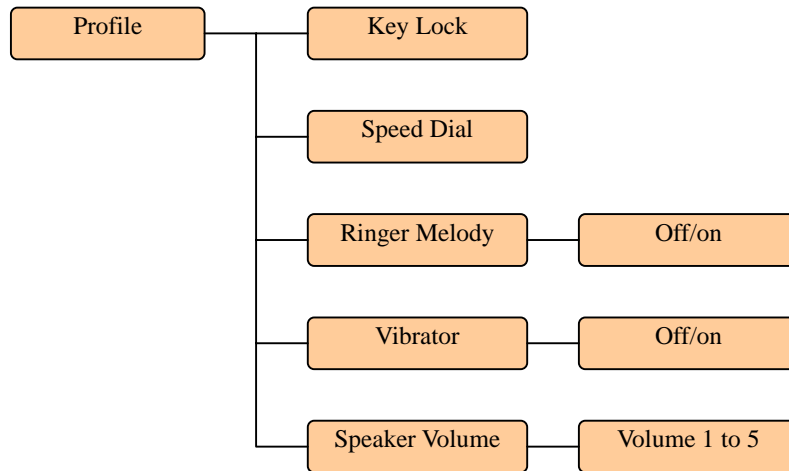 Profile
Key Lock
Speed Dial
Ringer Melody
Off/on
Vibrator
Off/on
Speaker Volume
Volume 1 to 5